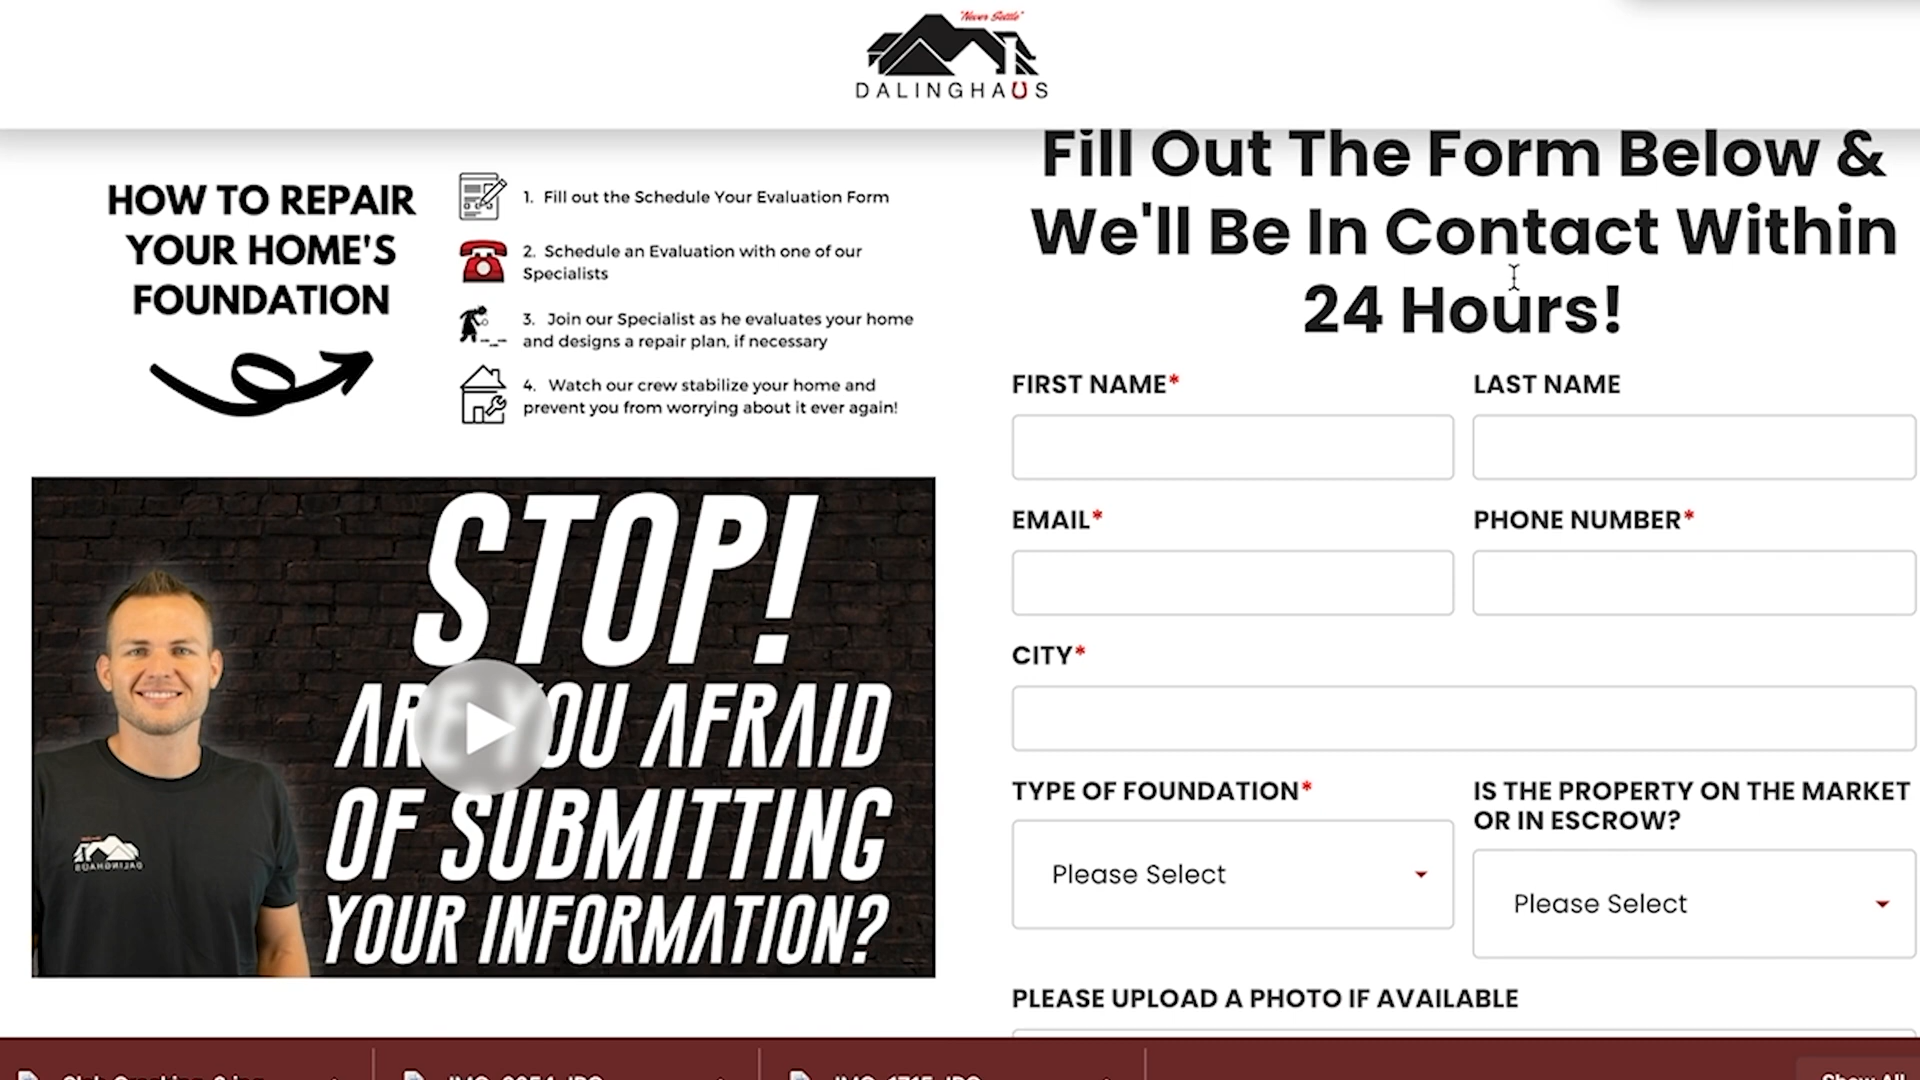 "Never Settle"
DALINGHAUS
HOW TO REPAIR
YOUR HOME'S
FOUNDATION
1. Fill out the Schedule Your Evaluation Form
2. Schedule an Evaluation with one of our
Specialists
3. Join our Specialist as he evaluates your home
and designs a repair plan, if necessary
4. Watch our crew stabilize your home and
prevent you from worrying about it ever again!
STOP!
ARE YOU AFRAID
OF SUBMITTING
YOUR INFORMATION?
DALINGHAUS
Fill Out The Form Below &
We'll Be In Contact Within
24 Hours!
FIRST NAME*
LAST NAME
EMAIL*
PHONE NUMBER*
CITY*
TYPE OF FOUNDATION*
Please Select
IS THE PROPERTY ON THE MARKET
OR IN ESCROW?
Please Select
PLEASE UPLOAD A PHOTO IF AVAILABLE
Show All